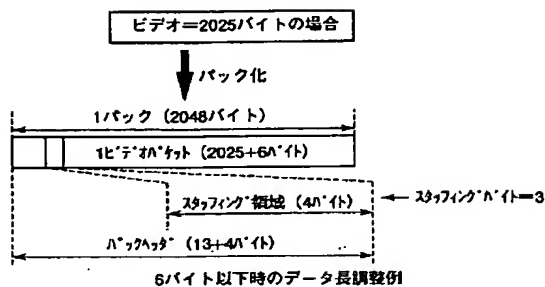 ビデオ=2025バイトの場合
パック化
1パック (2048バイト)
1ビデオパケット (2025+6バイト)
スタッフィング領域 (4バイト)
スタッフィングバイト=3
パックヘッダ (13+4バイト)
6バイト以下時のデータ長調整例